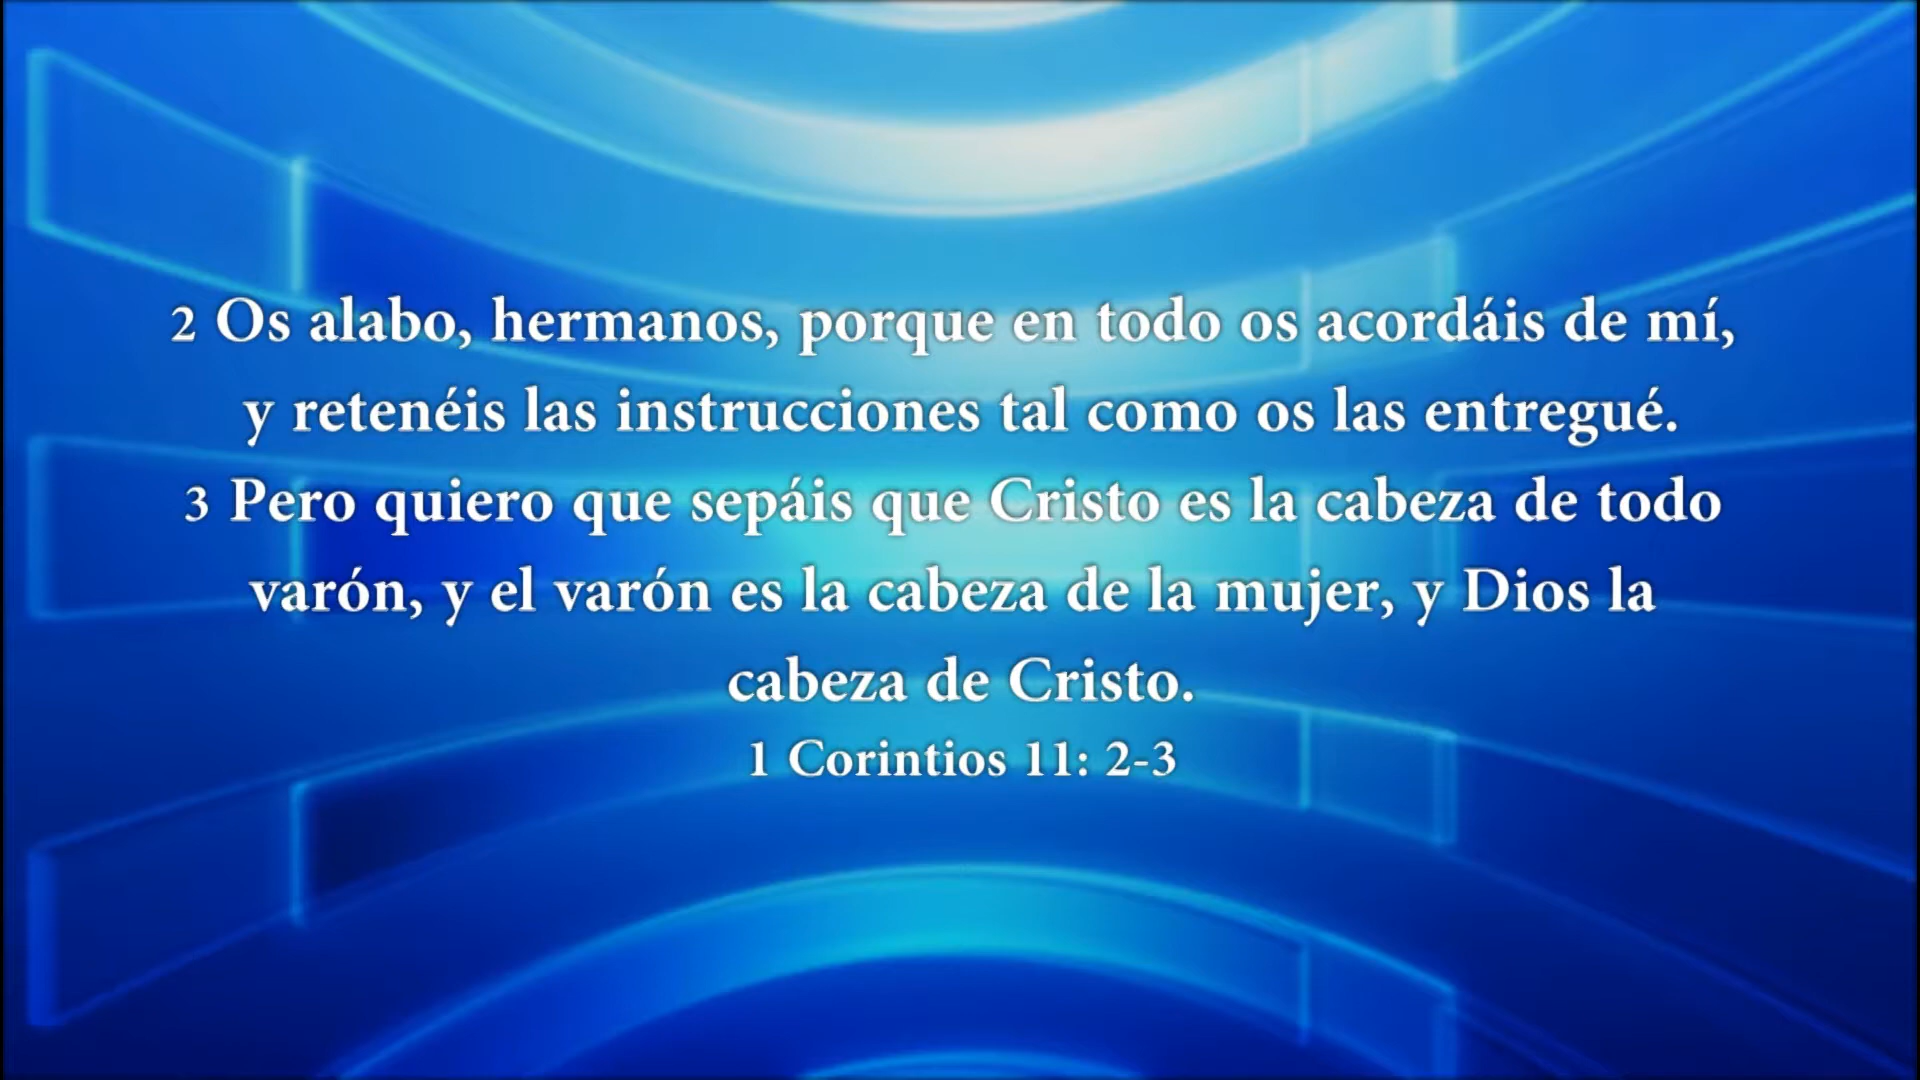 2 Os alabo, hermanos, porque en todo os acordáis de mí,
y retenéis las instrucciones tal como os las entregué.
3 Pero quiero que sepáis que Cristo es la cabeza de todo
varón, y el varón es la cabeza de la mujer, y Dios la
cabeza de Cristo.
1 Corintios 11: 2-3